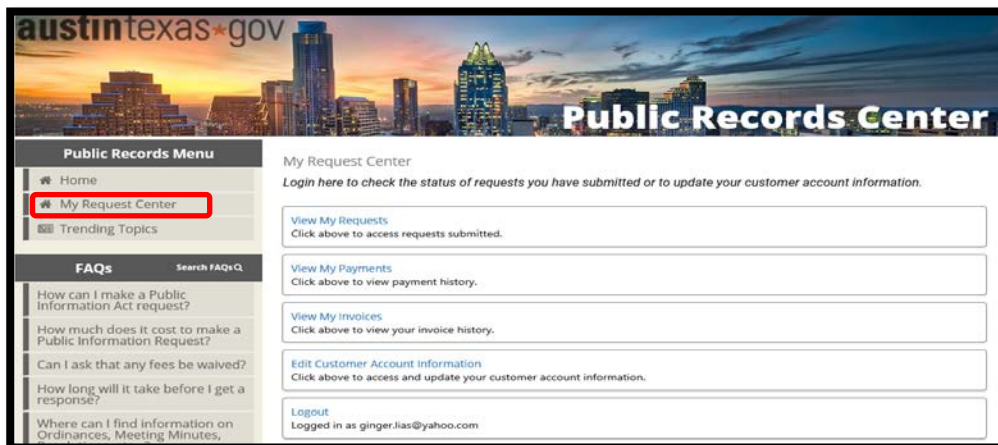 austintexas★gov
Public Records Center
Public Records Menu
Home
My Request Center
Trending Topics
FAQs Search FAQs
How can I make a Public
Information Act request?
How much does it cost to make a
Public Information Request?
Can I ask that any fees be waived?
How long will it take before I get a
response?
Where can I find information on
Ordinances, Meeting Minutes,
My Request Center
Login here to check the status of requests you have submitted or to update your customer account information.
View My Requests
Click above to access requests submitted.
View My Payments
Click above to view payment history.
View My Invoices
Click above to view your invoice history.
Edit Customer Account Information
Click above to access and update your customer account information.
Logout
Logged in as ginger.lias@yahoo.com